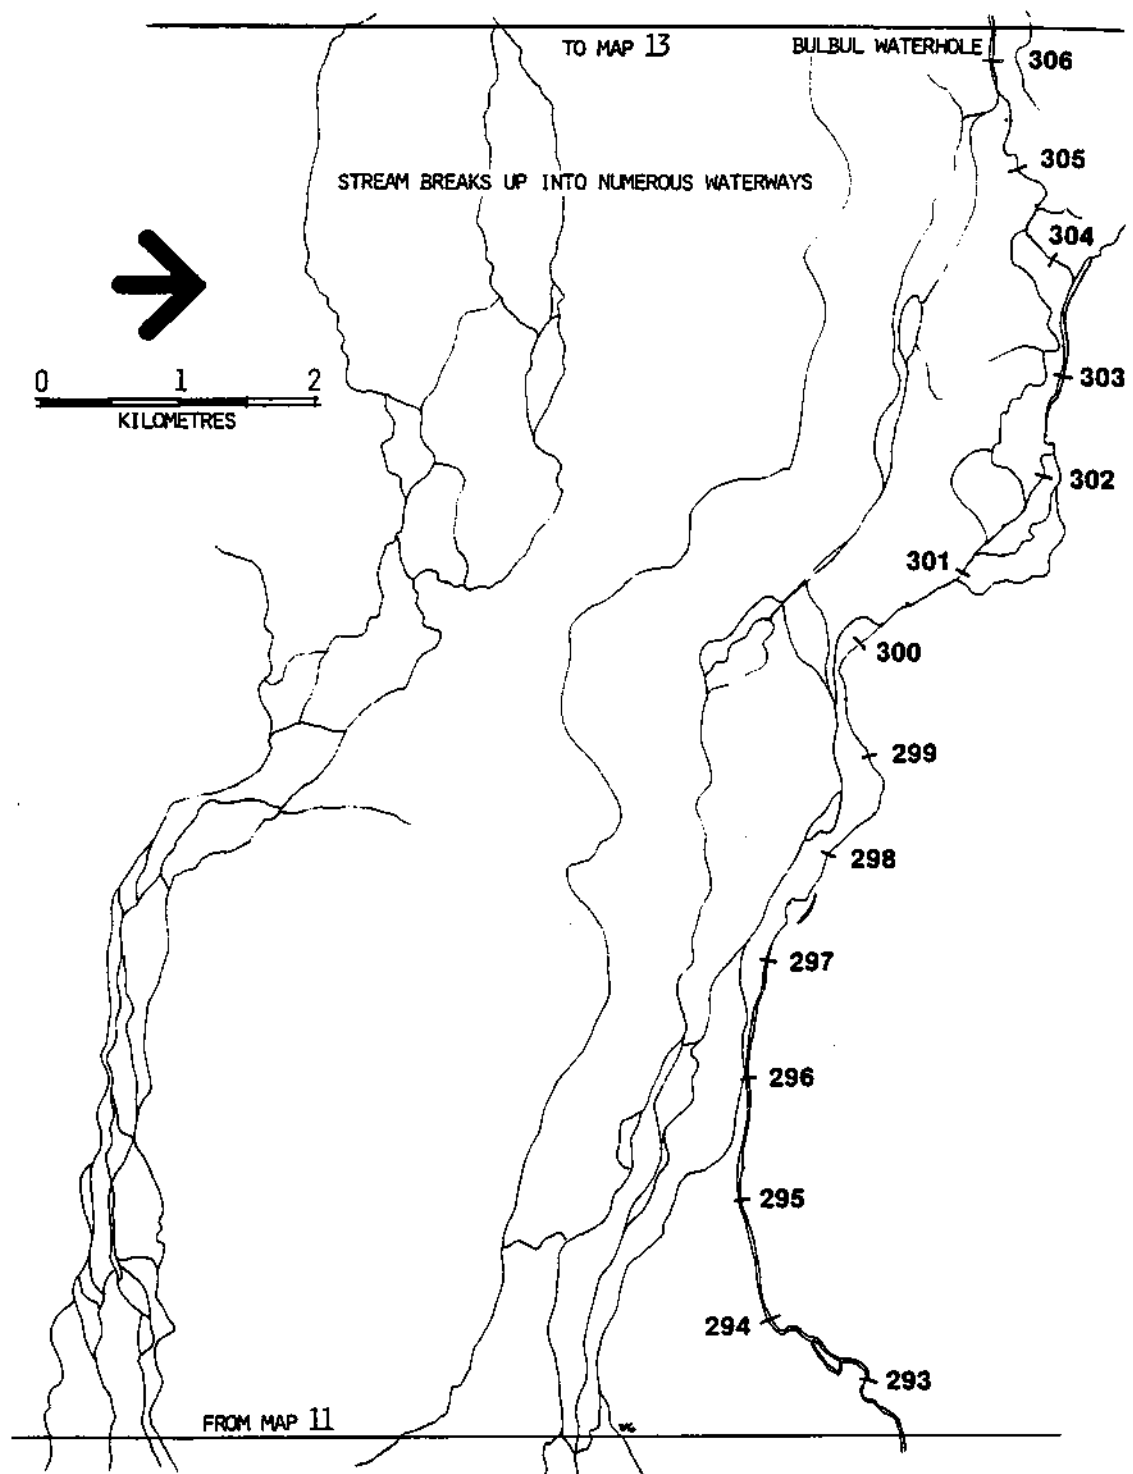 TO MAP 13
BULBUL WATERHOLE
306
305
STREAM BREAKS UP INTO NUMEROUS WATERWAYS
304
0 1 2
KILOMETRES
303
302
301
300
299
298
297
296
295
294
293
FROM MAP 11